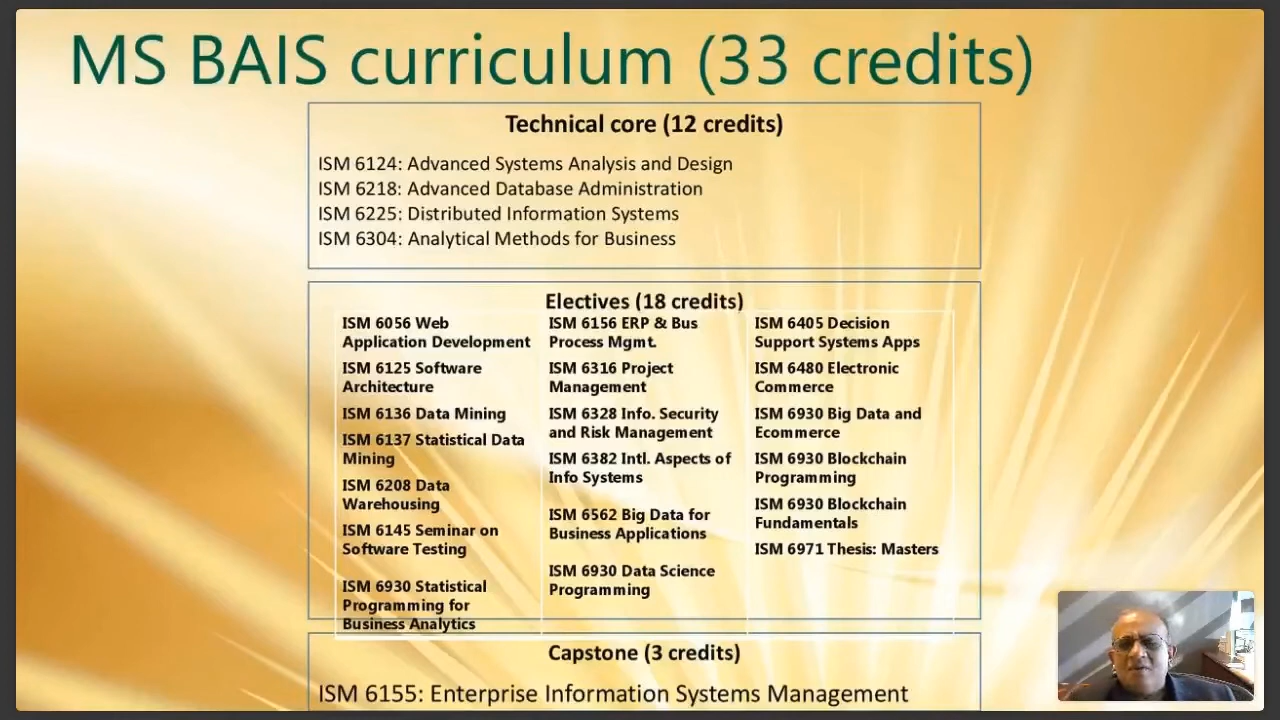 MS BAIS curriculum (33 credits)
Technical core (12 credits)
ISM 6124: Advanced Systems Analysis and Design
ISM 6218: Advanced Database Administration
ISM 6225: Distributed Information Systems
ISM 6304: Analytical Methods for Business
Electives (18 credits)
ISM 6056 Web
Application Development
ISM 6125 Software
Architecture
ISM 6136 Data Mining
ISM 6137 Statistical Data
Mining
ISM 6208 Data
Warehousing
ISM 6145 Seminar on
Software Testing
ISM 6930 Statistical
Programming for
Business Analytics
ISM 6156 ERP & Bus
Process Mgmt.
ISM 6316 Project
Management
ISM 6328 Info. Security
and Risk Management
ISM 6382 Intl. Aspects of
Info Systems
ISM 6562 Big Data for
Business Applications
ISM 6930 Data Science
Programming
ISM 6405 Decision
Support Systems Apps
ISM 6480 Electronic
Commerce
ISM 6930 Big Data and
Ecommerce
ISM 6930 Blockchain
Programming
ISM 6930 Blockchain
Fundamentals
ISM 6971 Thesis: Masters
Capstone (3 credits)
ISM 6155: Enterprise Information Systems Management